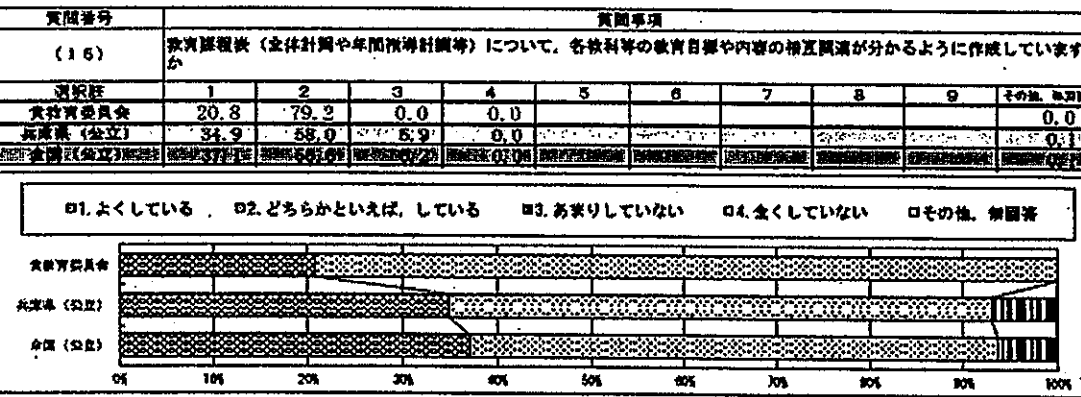 質問番号 質問事項
(16) 教育課程表（全体計画や年間指導計画等）について，各教科等の教育目標や内容の相互関連が分かるように作成しています
か
選択肢 1 2 3 4 5 6 7 8 9 その他，無回答
貴教育委員会 20.8 79.2 0.0 0.0 0.0
兵庫県（公立） 34.9 58.0 6.9 0.0 0.1
全国（公立） 37.1
1.よくしている 2.どちらかといえば，している 3.あまりしていない 4.全くしていない その他，無回答
貴教育委員会
兵庫県（公立）
全国（公立）
0% 10% 20% 30% 40% 50% 60% 70% 80% 90% 100%